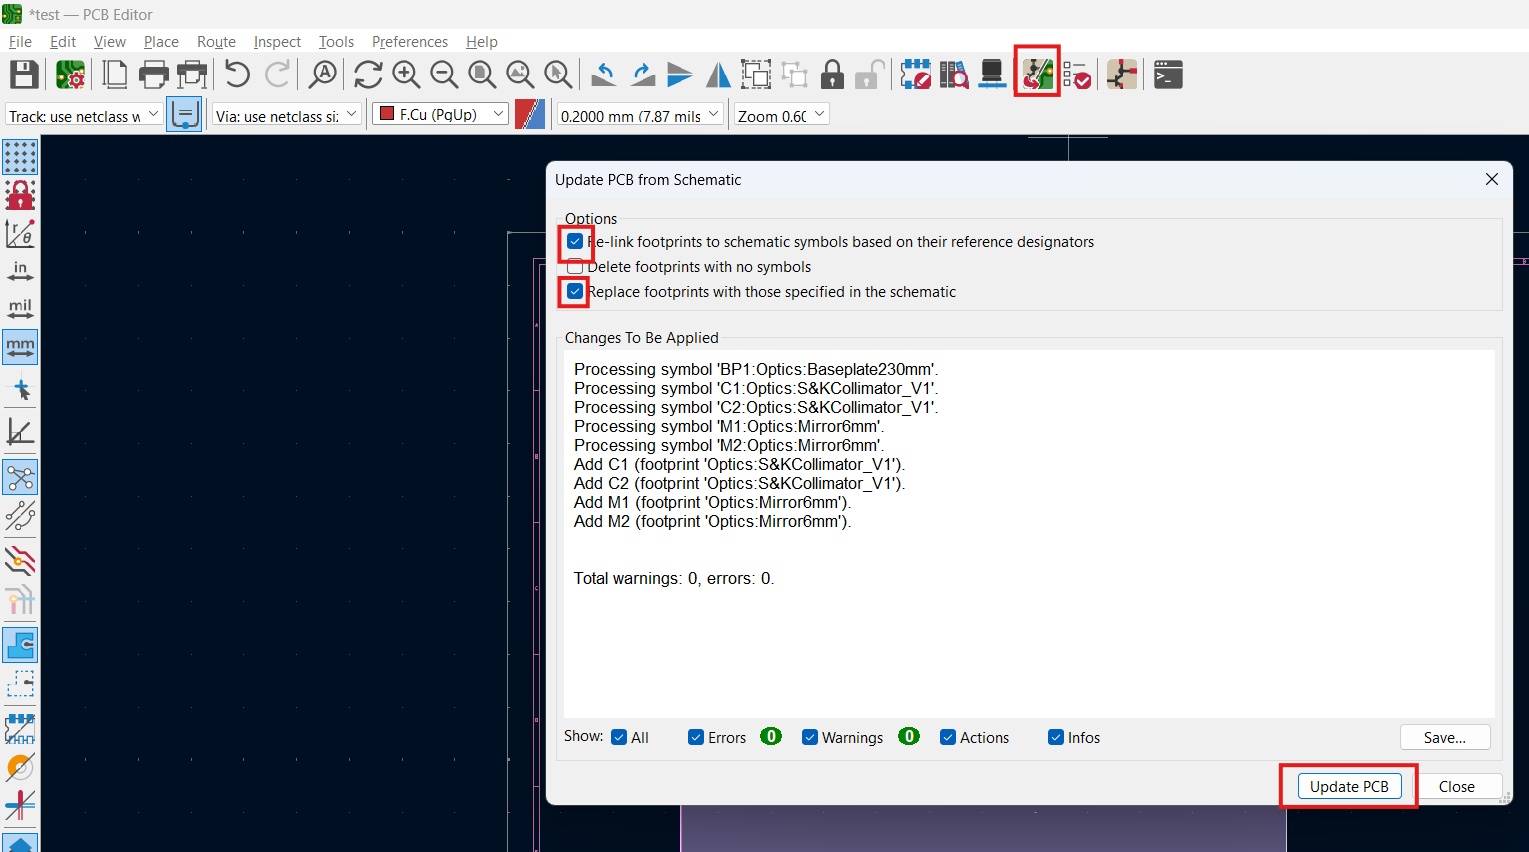 *test — PCB Editor
File Edit View Place Route Inspect Tools Preferences Help
Track: use netclass w Via: use netclass si: F.Cu (PgUp) 0.2000 mm (7.87 mils Zoom 0.60
Update PCB from Schematic
Options
Re-link footprints to schematic symbols based on their reference designators
Delete footprints with no symbols
Replace footprints with those specified in the schematic
in
mil
mm
Changes To Be Applied
Processing symbol 'BP1:Optics:Baseplate230mm'.
Processing symbol 'C1:Optics:S&KCollimator_V1'.
Processing symbol 'C2:Optics:S&KCollimator_V1'.
Processing symbol 'M1:Optics:Mirror6mm'.
Processing symbol 'M2:Optics:Mirror6mm'.
Add C1 (footprint 'Optics:S&KCollimator_V1').
Add C2 (footprint 'Optics:S&KCollimator_V1').
Add M1 (footprint 'Optics:Mirror6mm').
Add M2 (footprint 'Optics:Mirror6mm').
Total warnings: 0, errors: 0.
Show: All Errors 0 Warnings 0 Actions Infos Save...
Update PCB Close